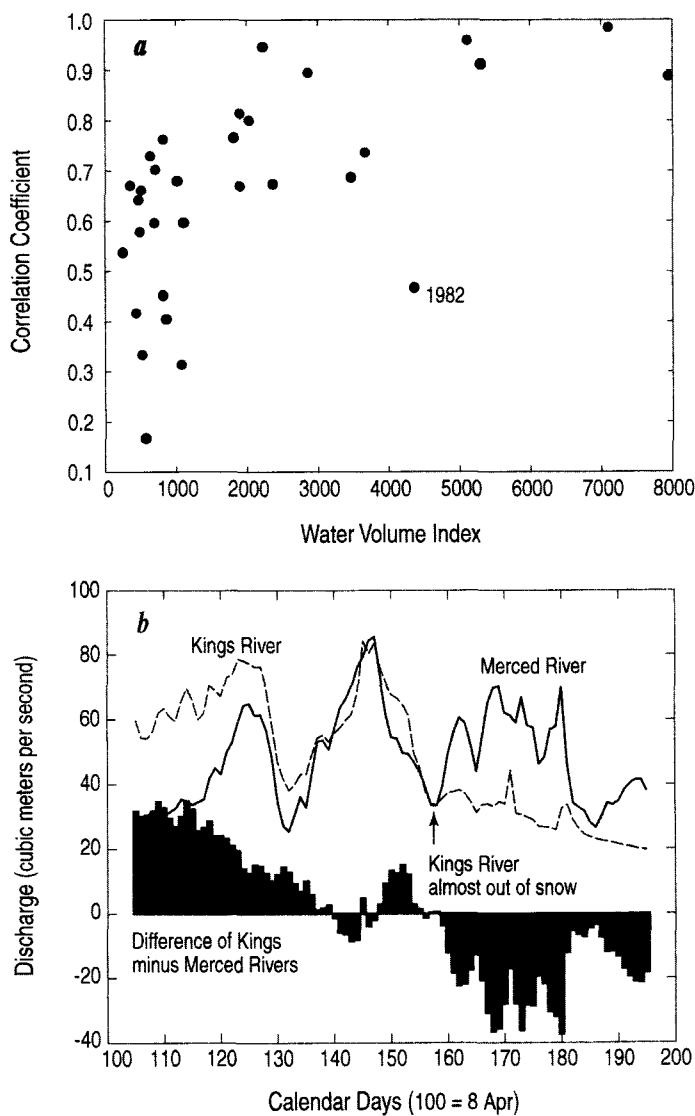 a
1.0
0.9
0.8
0.7
0.6
0.5
0.4
0.3
0.2
0.1
Correlation Coefficient
1982
0 1000 2000 3000 4000 5000 6000 7000 8000
Water Volume Index
b
100
80
60
40
20
0
-20
-40
Discharge (cubic meters per second)
Kings River
Merced River
Kings River
almost out of snow
Difference of Kings
minus Merced Rivers
100 110 120 130 140 150 160 170 180 190 200
Calendar Days (100 = 8 Apr)